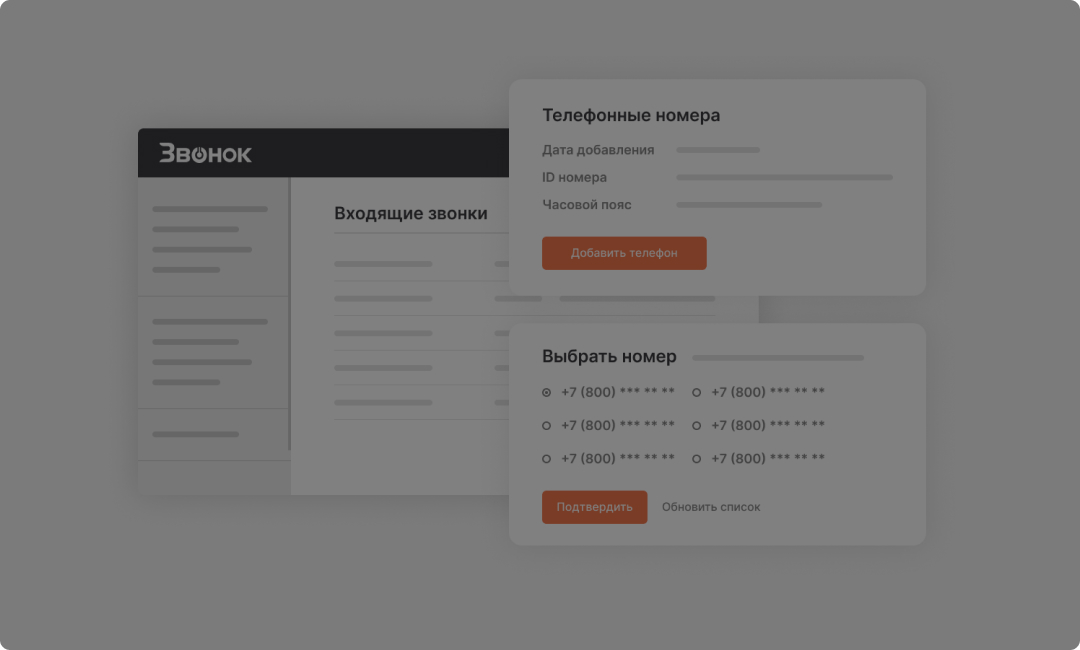 Звонок
Входящие звонки
Телефонные номера
Дата добавления
ID номера
Часовой пояс
Добавить телефон
Выбрать номер
+7 (800) *** ** ** +7 (800) *** ** **
+7 (800) *** ** ** +7 (800) *** ** **
+7 (800) *** ** ** +7 (800) *** ** **
Подтвердить Обновить список